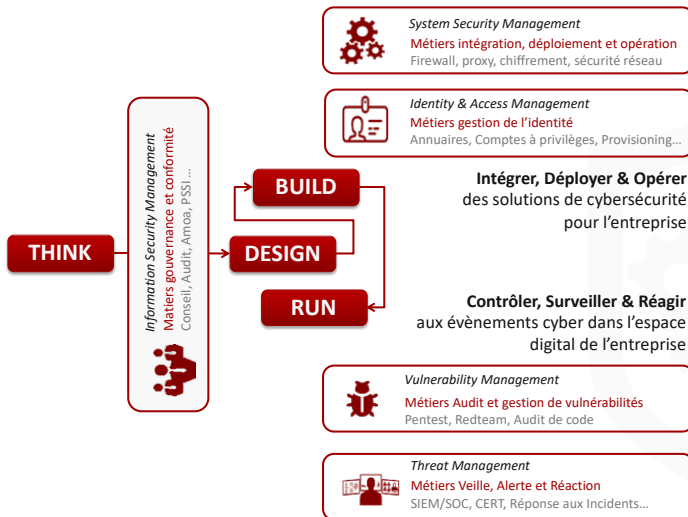 System Security Management
Métiers intégration, déploiement et opération
Firewall, proxy, chiffrement, sécurité réseau
Identity & Access Management
Métiers gestion de l'identité
Annuaires, Comptes à privilèges, Provisioning…
Information Security Management
Matiers gouvernance et conformité
Conseil, Audit, Amoa, PSSI …
THINK
BUILD
DESIGN
RUN
Intégrer, Déployer & Opérer
des solutions de cybersécurité
pour l'entreprise
Contrôler, Surveiller & Réagir
aux évènements cyber dans l'espace
digital de l'entreprise
Vulnerability Management
Métiers Audit et gestion de vulnérabilités
Pentest, Redteam, Audit de code
Threat Management
Métiers Veille, Alerte et Réaction
SIEM/SOC, CERT, Réponse aux Incidents…